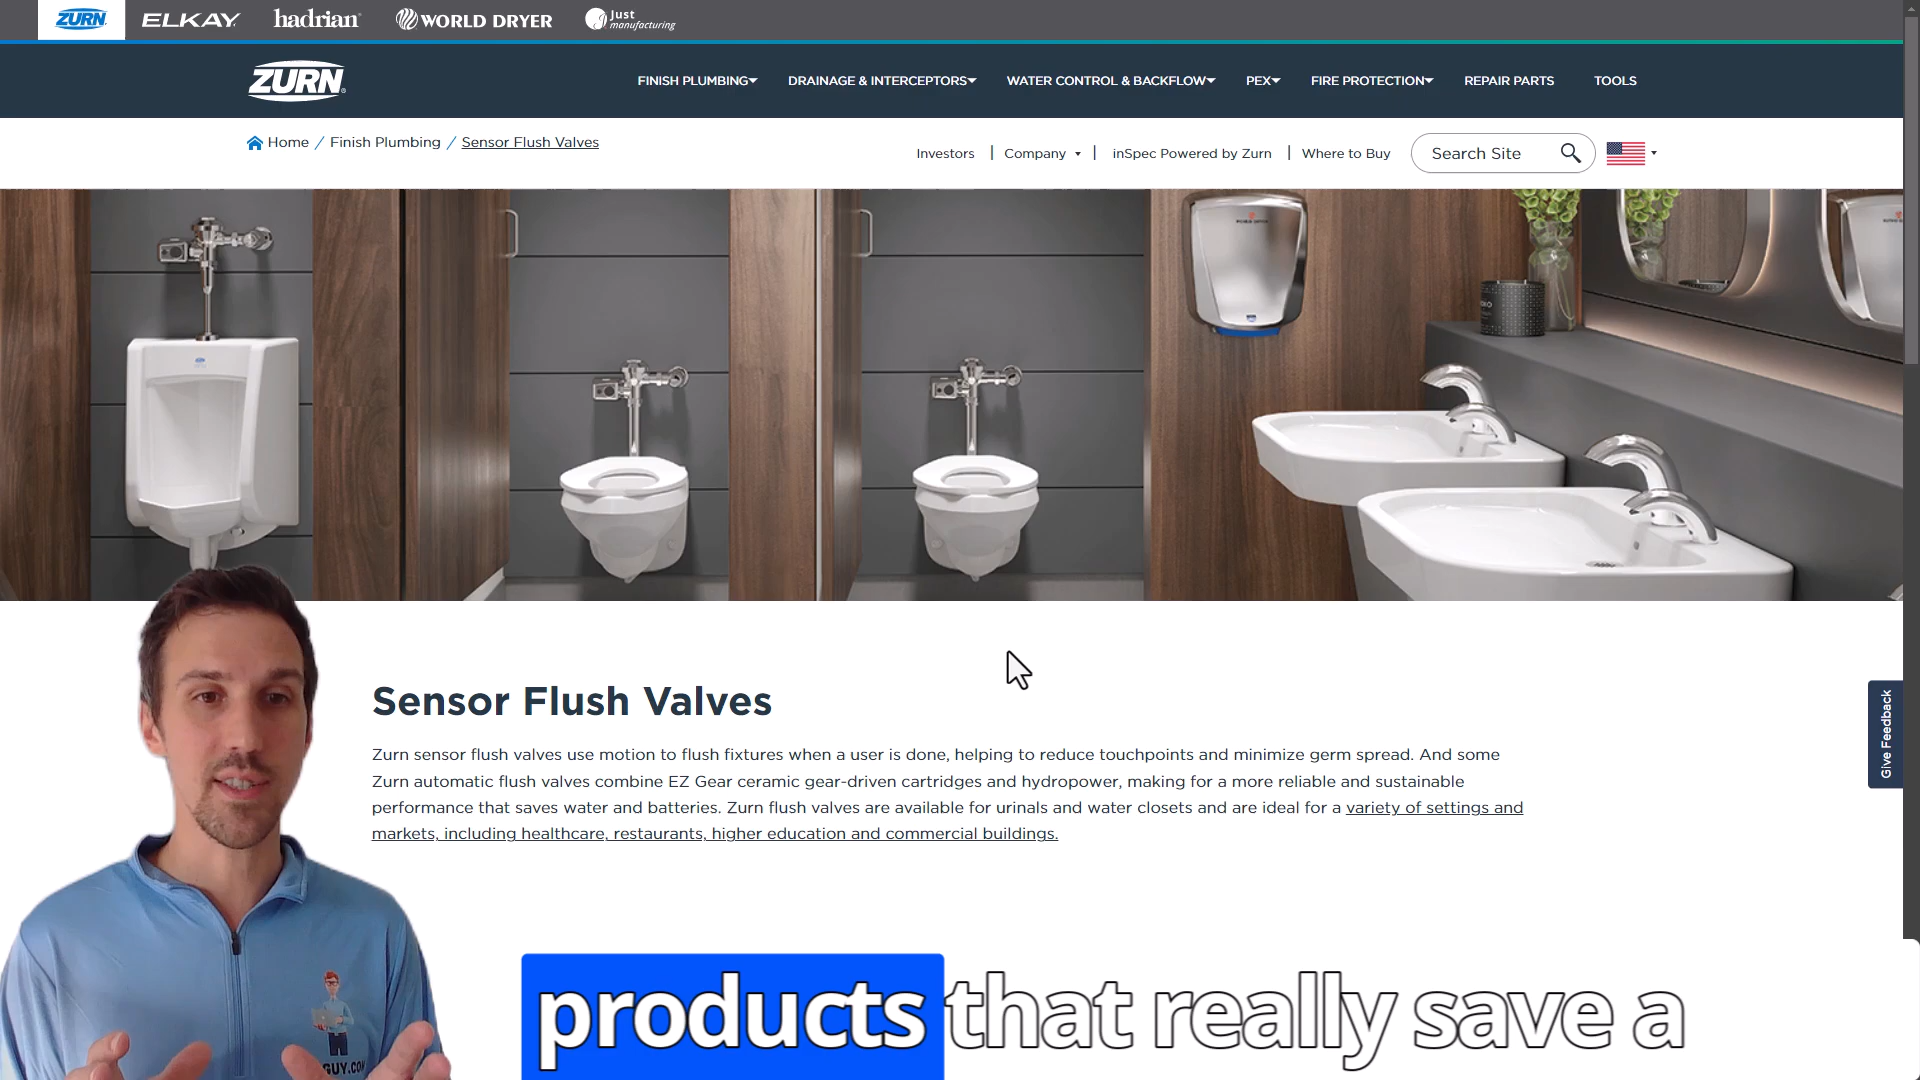 ZURN ELKAY hadrian WORLD DRYER Just manufacturing
ZURN FINISH PLUMBING DRAINAGE & INTERCEPTORS WATER CONTROL & BACKFLOW PEX FIRE PROTECTION REPAIR PARTS TOOLS
Home / Finish Plumbing / Sensor Flush Valves
Investors | Company | inSpec Powered by Zurn | Where to Buy Search Site
Sensor Flush Valves
Zurn sensor flush valves use motion to flush fixtures when a user is done, helping to reduce touchpoints and minimize germ spread. And some
Zurn automatic flush valves combine EZ Gear ceramic gear-driven cartridges and hydropower, making for a more reliable and sustainable
performance that saves water and batteries. Zurn flush valves are available for urinals and water closets and are ideal for a variety of settings and
markets, including healthcare, restaurants, higher education and commercial buildings.
Give Feedback
products that really save a
GUY.COM